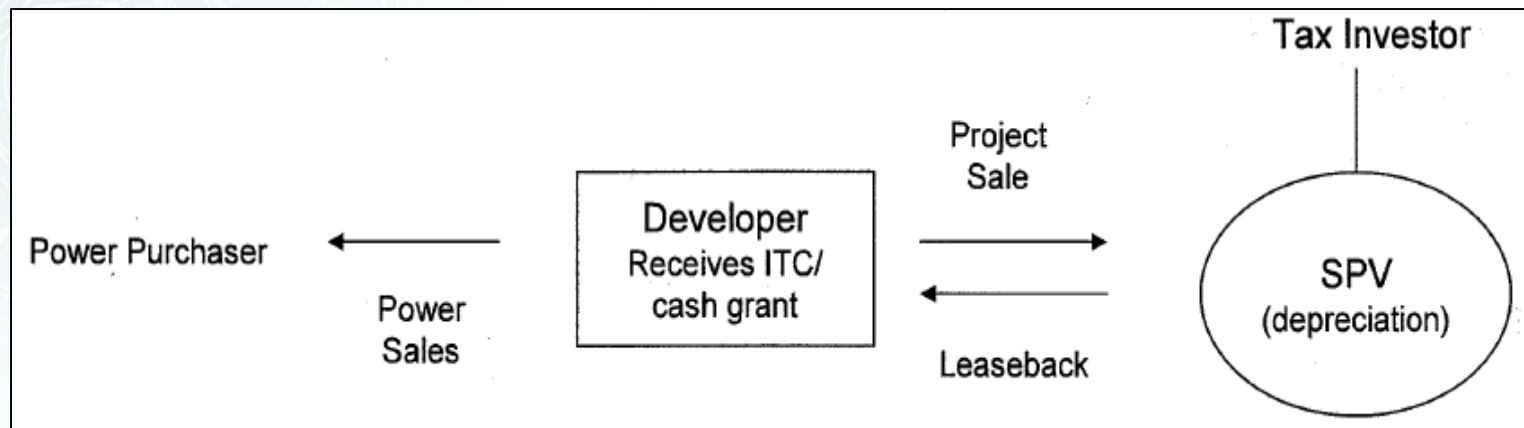 Tax Investor
Project
Sale
Developer
Receives ITC/
cash grant
Power Purchaser
Power
Sales
SPV
(depreciation)
Leaseback